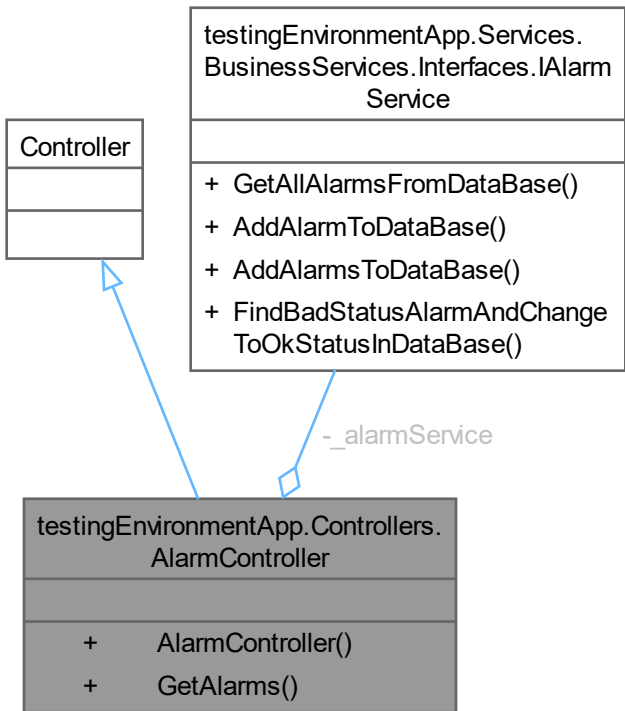 testingEnvironmentApp.Services.
BusinessServices.Interfaces.IAlarm
Service
Controller
+ GetAllAlarmsFromDataBase()
+ AddAlarmToDataBase()
+ AddAlarmsToDataBase()
+ FindBadStatusAlarmAndChange
ToOkStatusInDataBase()
-_alarmService
testingEnvironmentApp.Controllers.
AlarmController
+ AlarmController()
+ GetAlarms()